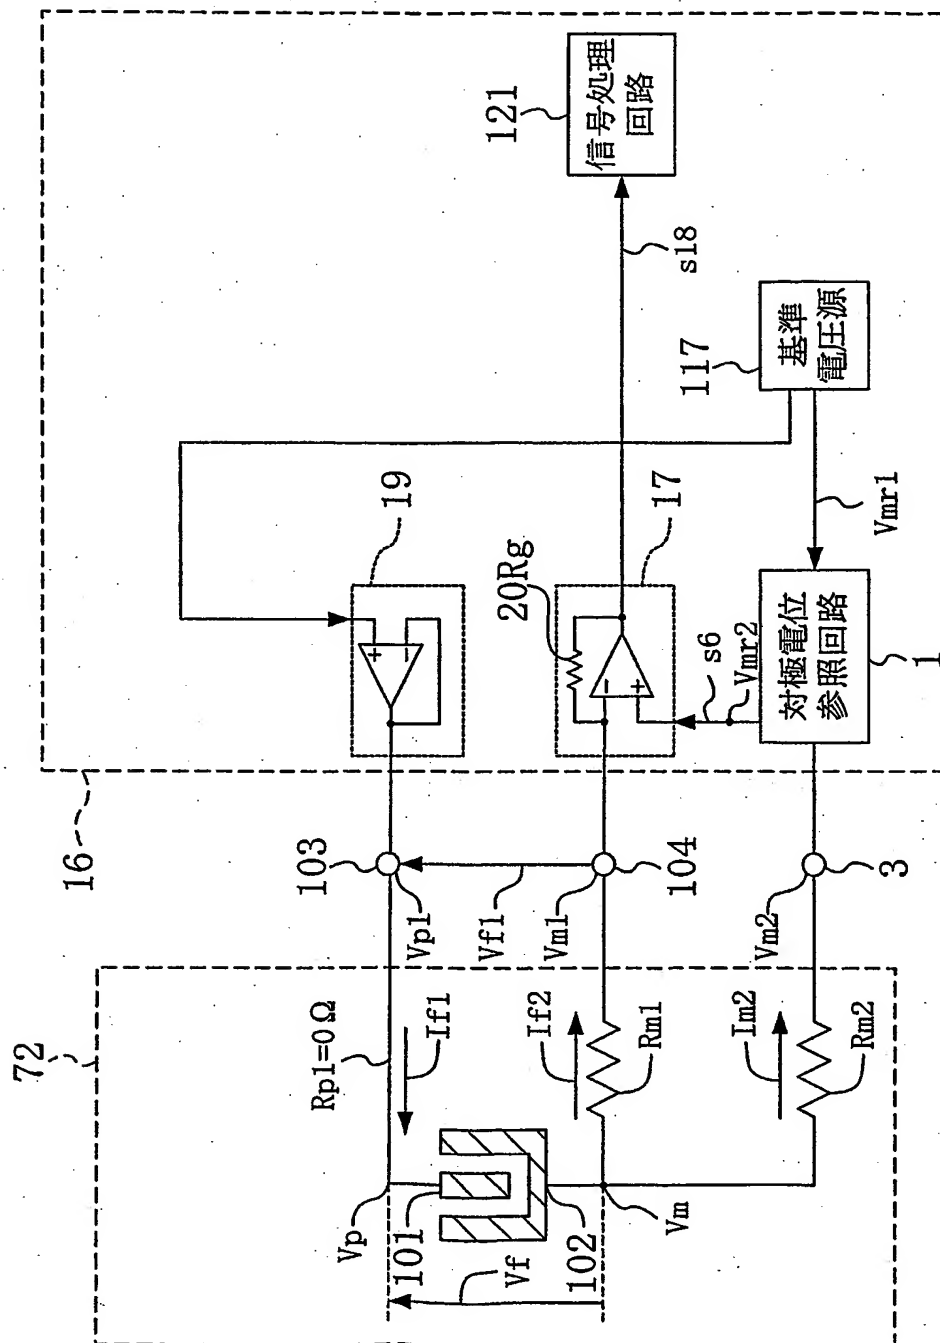 72
16
Vp
Rp1=0Ω
If1
103
Vp1
19
+
-
101
Vf
102
Vf1
Vm
If2
Rm1
Vm1
104
20Rg
-
+
17
s18
121
信号処理
回路
Im2
Rm2
Vm2
3
s6
Vmr2
対極電位
参照回路
1
Vmr1
117
基準
電圧源